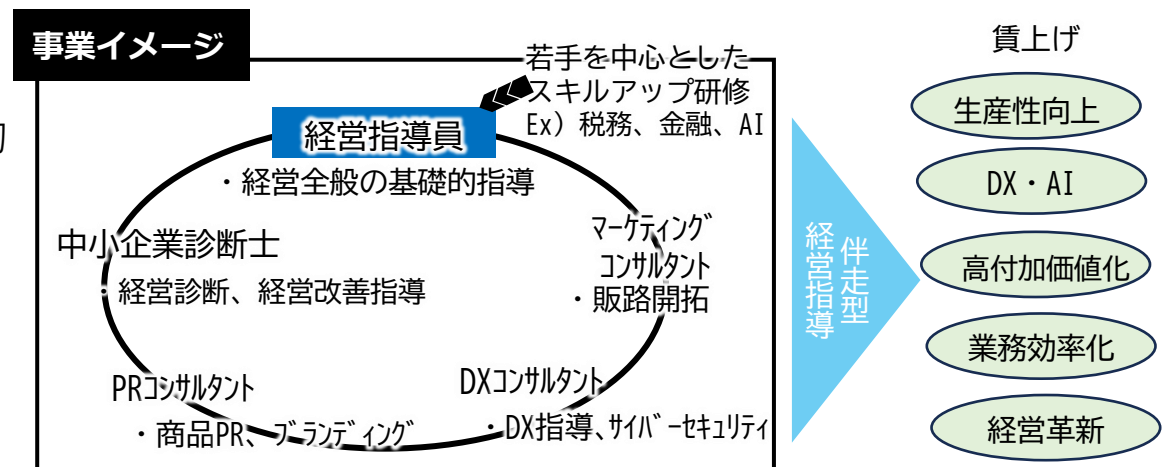 事業イメージ
若手を中心とした
スキルアップ研修
Ex）税務、金融、AI
経営指導員
・経営全般の基礎的指導
中小企業診断士
・経営診断、経営改善指導
ﾏｰｹﾃｨﾝｸﾞ
ｺﾝｻﾙﾀﾝﾄ
・販路開拓
PRｺﾝｻﾙﾀﾝﾄ
・商品PR、ﾌﾞﾗﾝﾃﾞｨﾝｸﾞ
DXｺﾝｻﾙﾀﾝﾄ
・DX指導、ｻｲﾊﾞｰｾｷｭﾘﾃｨ
伴走型
経営指導
賃上げ
生産性向上
DX・AI
高付加価値化
業務効率化
経営革新